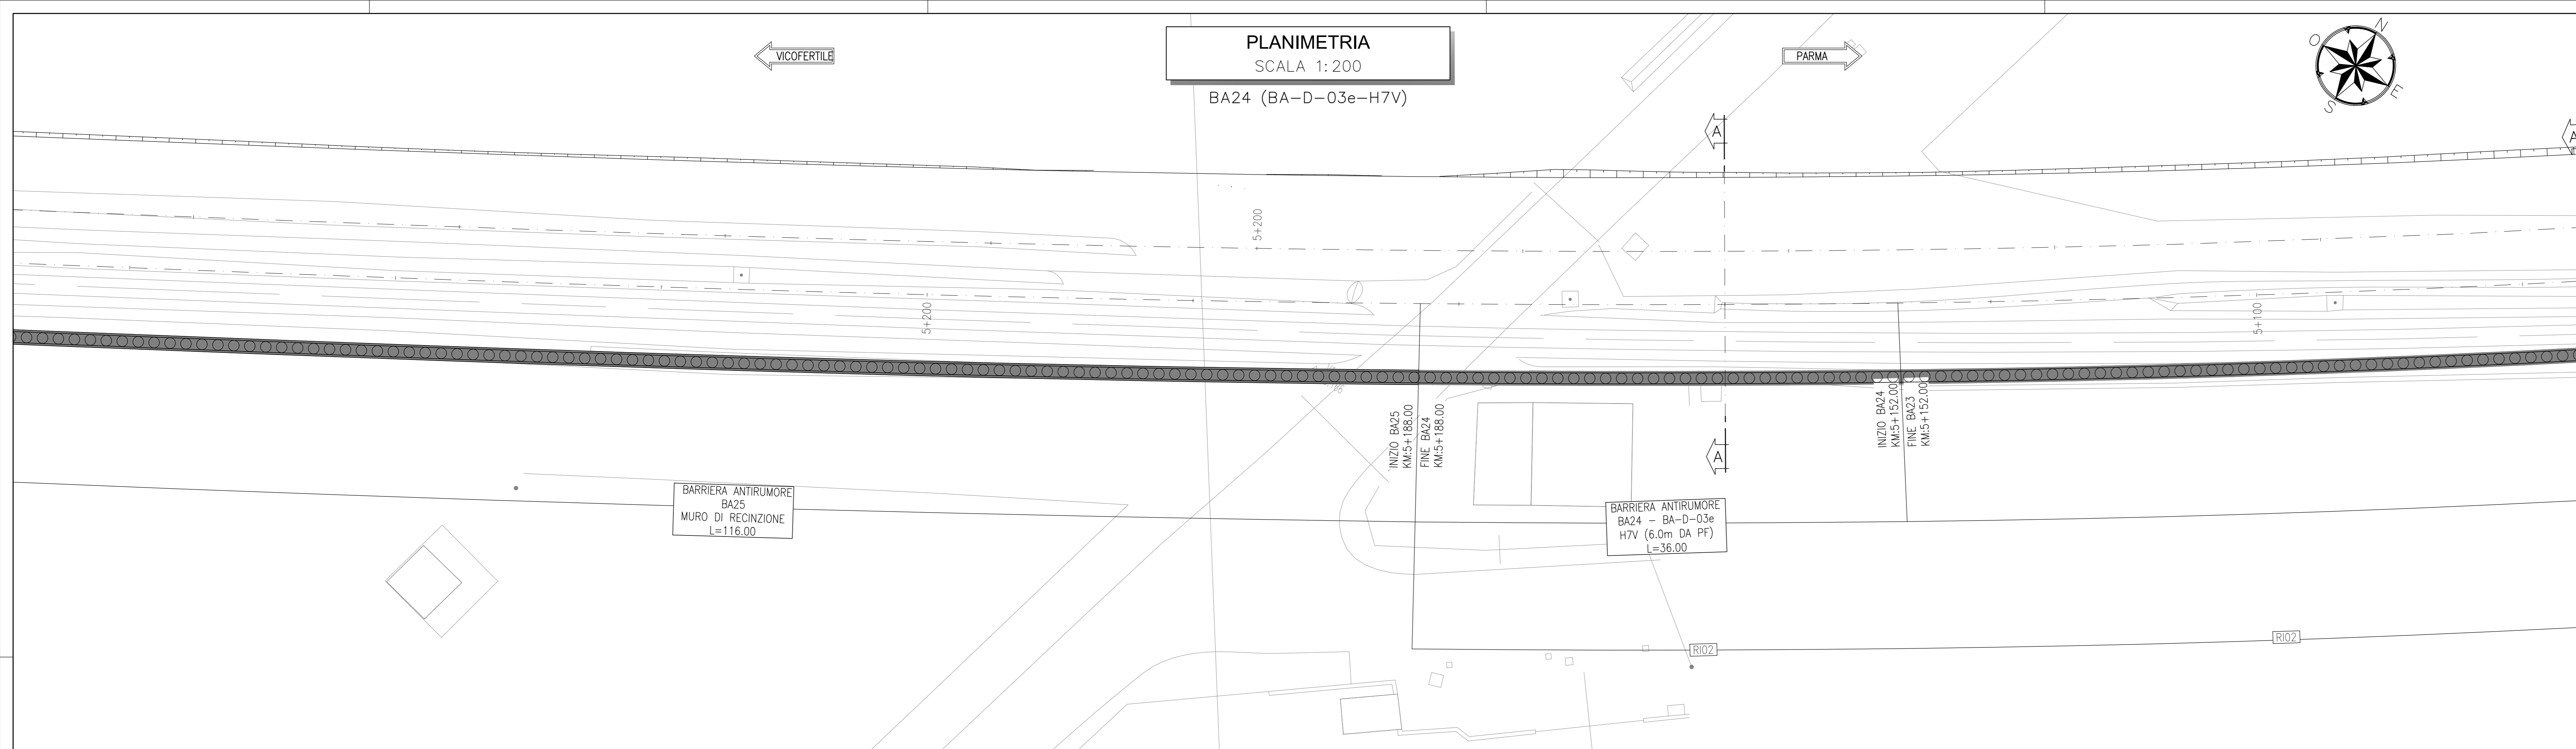 PLANIMETRIA
SCALA 1:200
BA24 (BA-D-03e-H7V)
VICOFERTILE
PARMA
N
O
E
S
A
A
5+200
5+200
5+100
INIZIO BA25
KM:5+188.00
FINE BA24
KM:5+188.00
INIZIO BA24
KM:5+152.00
FINE BA23
KM:5+152.00
A
BARRIERA ANTIRUMORE
BA25
MURO DI RECINZIONE
L=116.00
BARRIERA ANTIRUMORE
BA24 - BA-D-03e
H7V (6.0m DA PF)
L=36.00
RI02
RI02